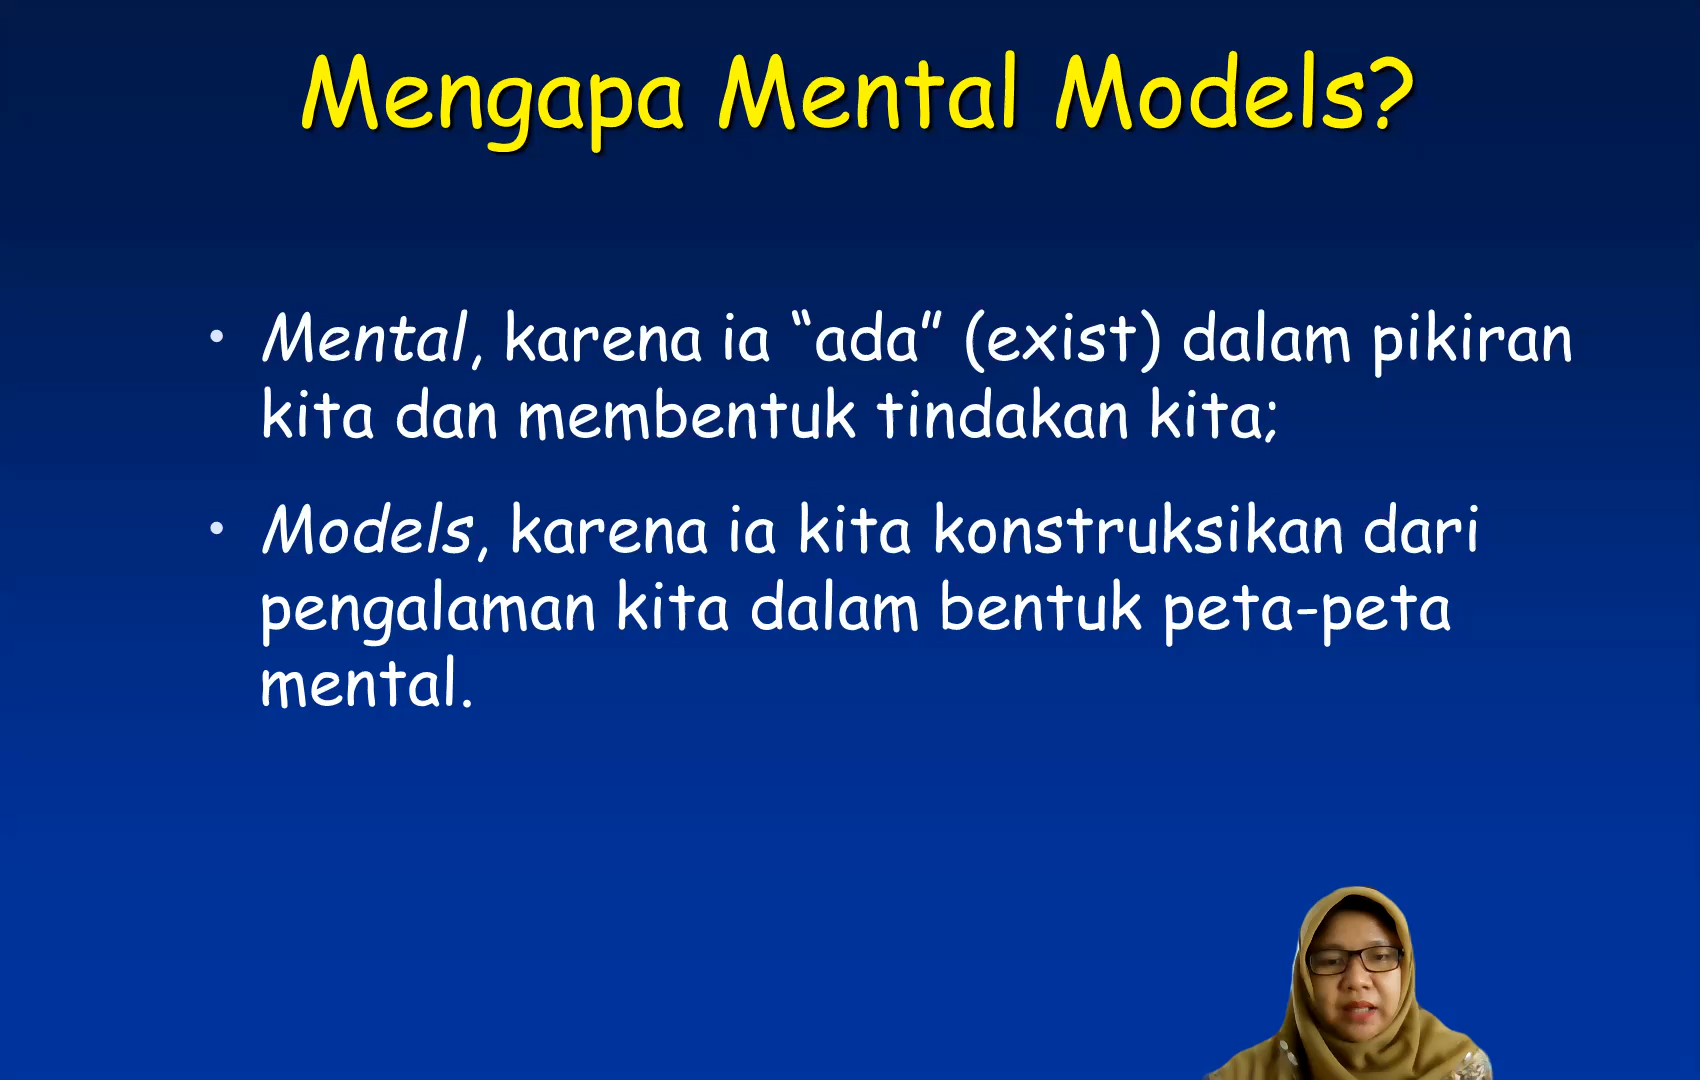 Mengapa Mental Models?
• Mental, karena ia “ada” (exist) dalam pikiran
kita dan membentuk tindakan kita;
• Models, karena ia kita konstruksikan dari
pengalaman kita dalam bentuk peta-peta
mental.